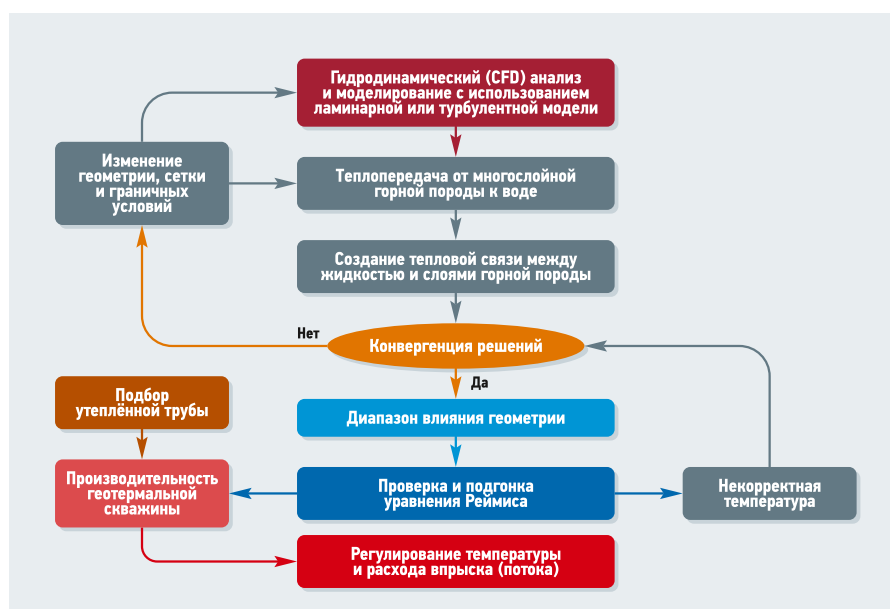 Гидродинамический (CFD) анализ
и моделирование с использованием
ламинарной или турбулентной модели
Изменение
геометрии, сетки
и граничных
условий
Теплопередача от многослойной
горной породы к воде
Создание тепловой связи между
жидкостью и слоями горной породы
Нет
Конвергенция решений
Да
Подбор
утеплённой трубы
Диапазон влияния геометрии
Производительность
геотермальной
скважины
Проверка и подгонка
уравнения Реймиса
Некорректная
температура
Регулирование температуры
и расхода впрыска (потока)